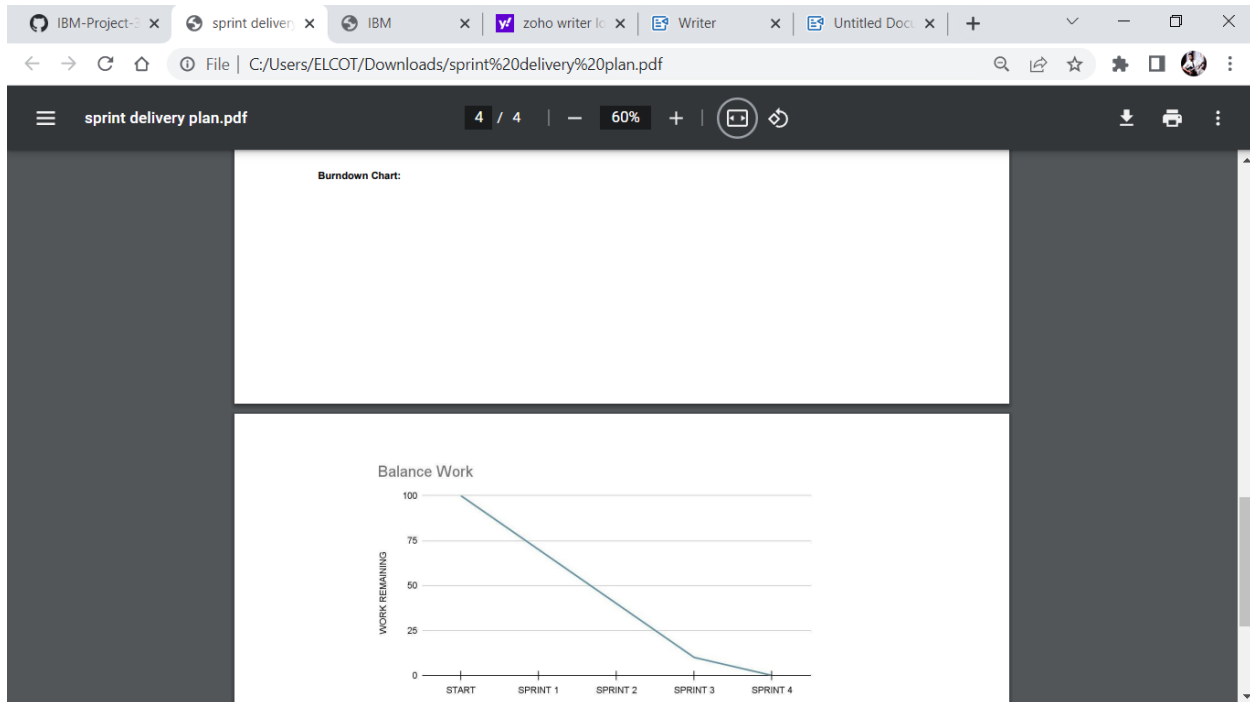 IBM-Project-3
sprint delivery
IBM
zoho writer lo
Writer
Untitled Docu
File | C:/Users/ELCOT/Downloads/sprint%20delivery%20plan.pdf
sprint delivery plan.pdf
4 / 4
60%
Burndown Chart:
Balance Work
100
75
50
25
0
WORK REMAINING
START SPRINT 1 SPRINT 2 SPRINT 3 SPRINT 4